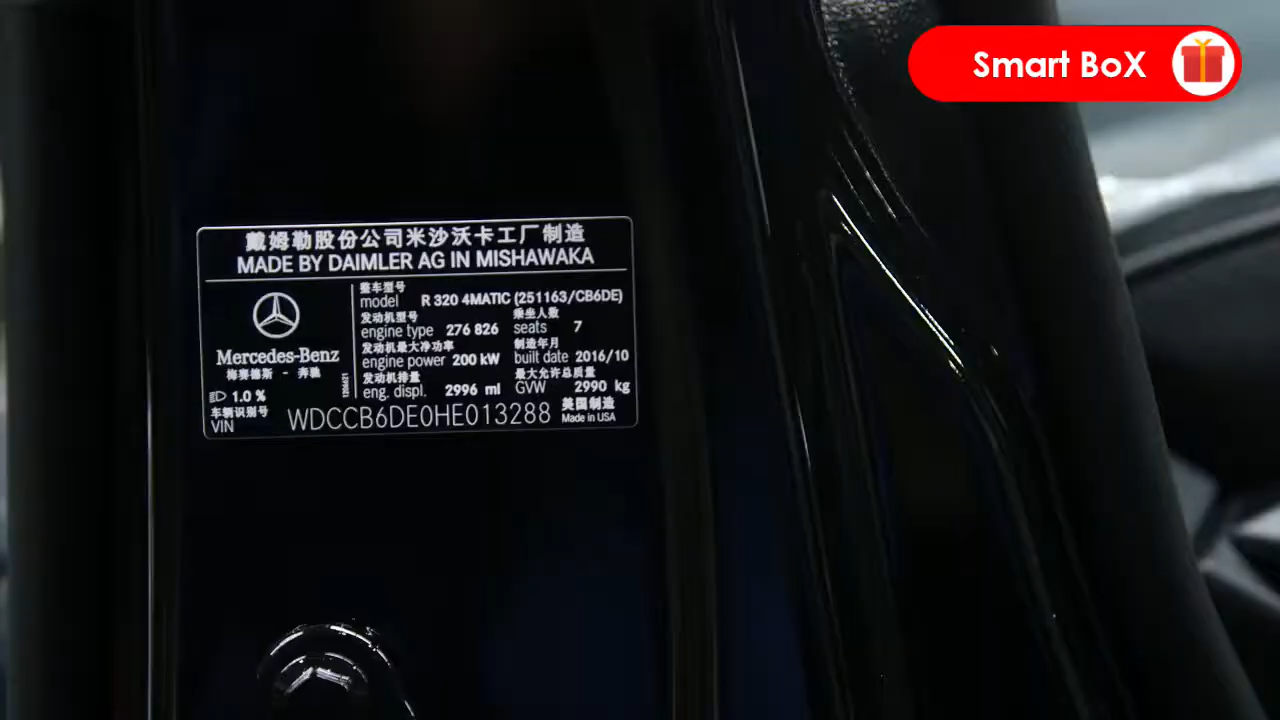 Smart BoX
戴姆勒股份公司米沙沃卡工厂制造
MADE BY DAIMLER AG IN MISHAWAKA
整车型号
model R 320 4MATIC (251163/CB6DE)
发动机型号 乘坐人数
engine type 276 826 seats 7
发动机最大净功率 制造年月
engine power 200 kW built date 2016/10
发动机排量 最大允许总质量
eng. displ. 2996 ml GVW 2990 kg
Mercedes-Benz
梅赛德斯 - 奔驰
1.0 %
车辆识别号
VIN WDCCB6DE0HE013288
美国制造
Made in USA